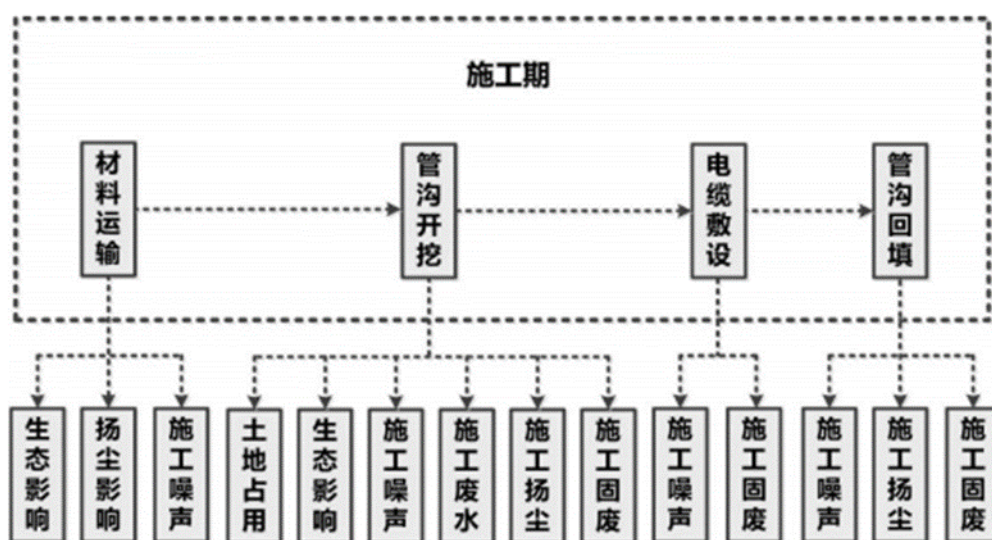 施工期
材料运输
管沟开挖
电缆敷设
管沟回填
生态影响
扬尘影响
施工噪声
土地占用
生态影响
施工噪声
施工废水
施工扬尘
施工固废
施工噪声
施工固废
施工噪声
施工扬尘
施工固废